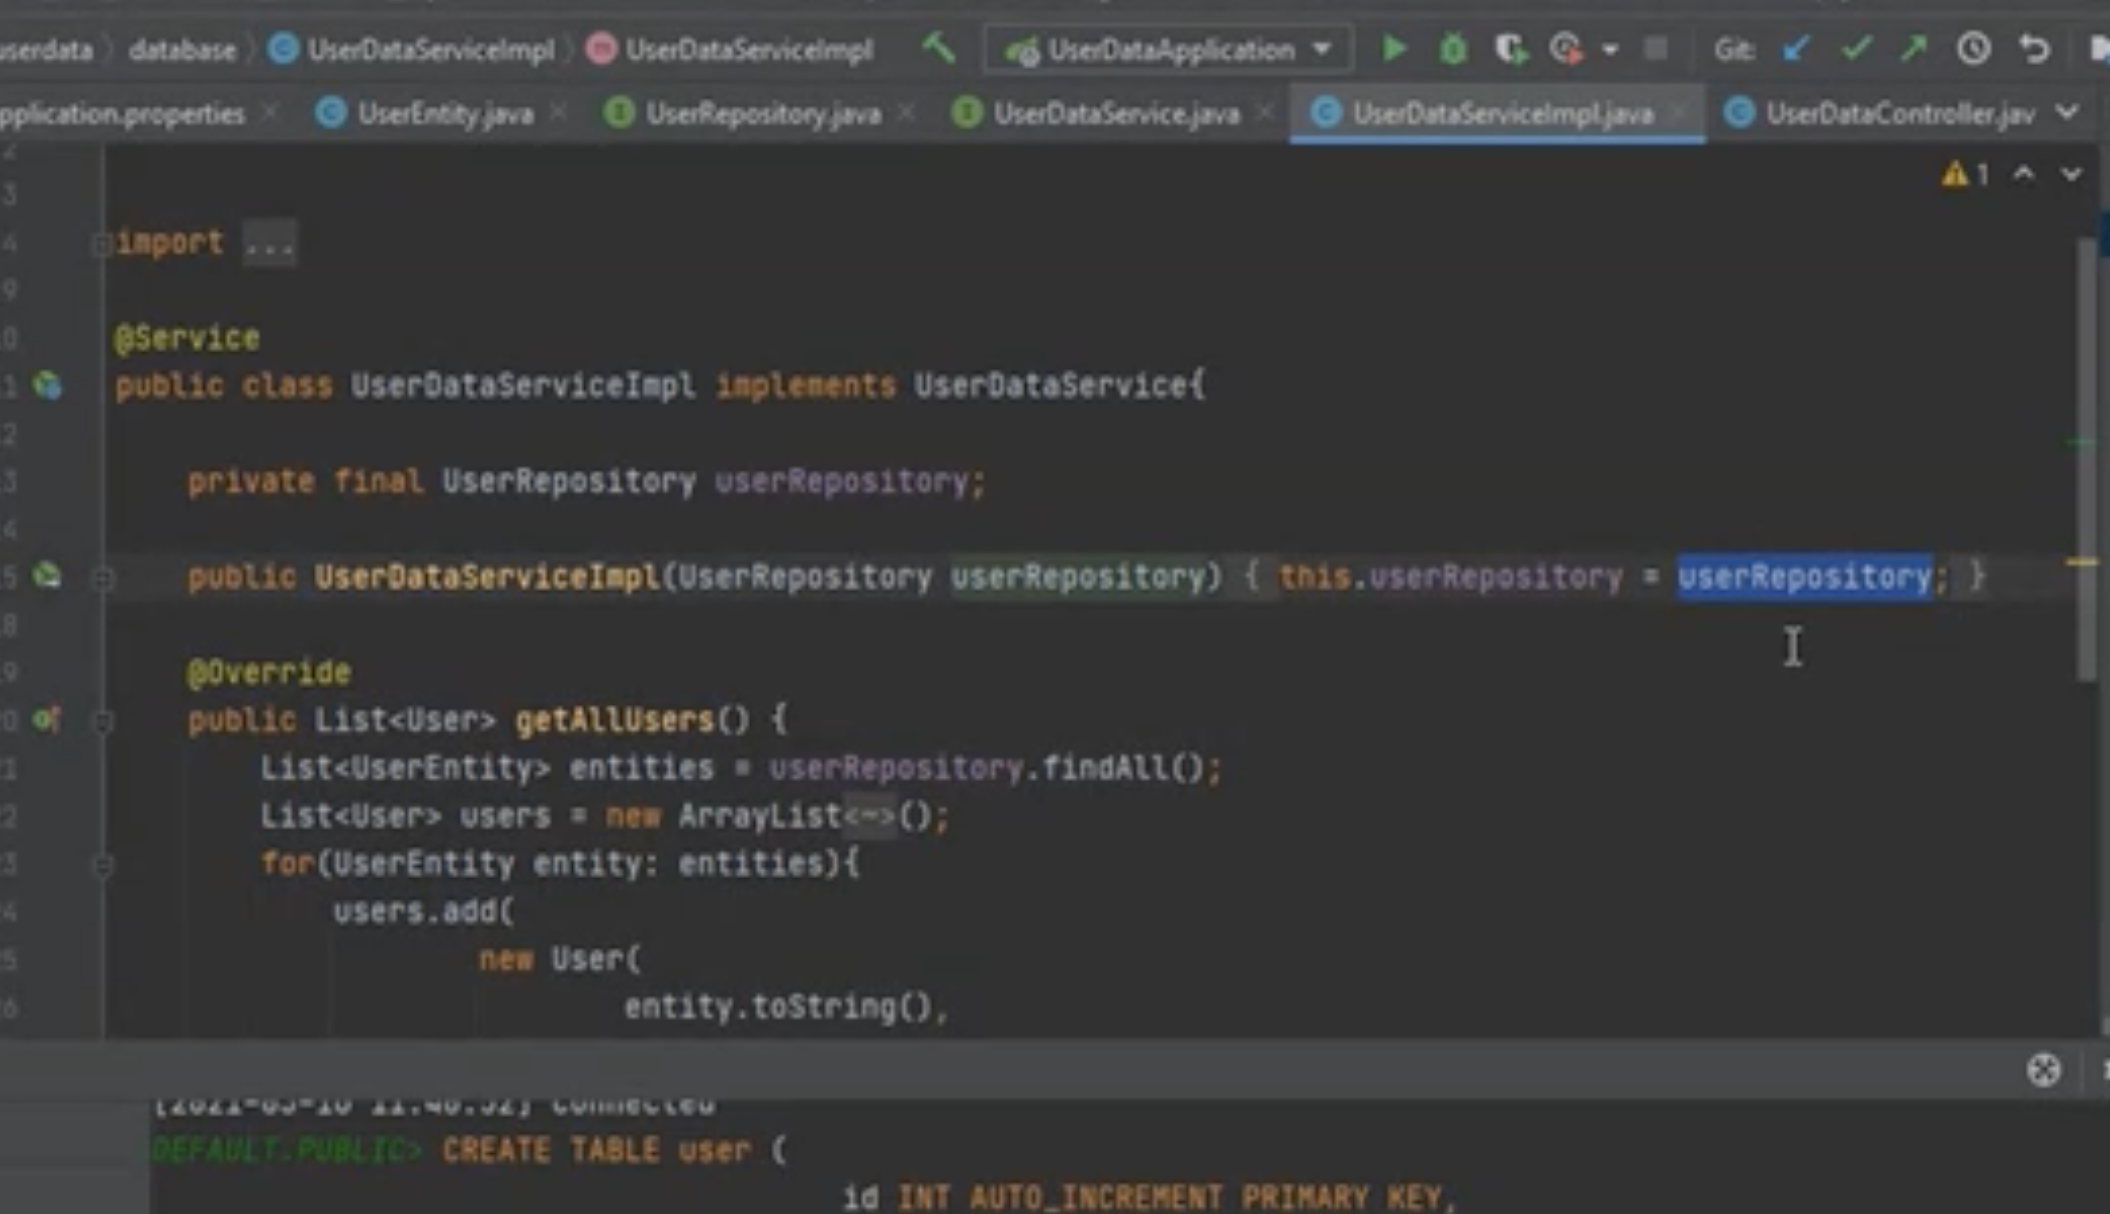 userdata database UserDataServiceImpl UserDataServiceImpl UserDataApplication Git:
pplication.properties UserEntity.java UserRepository.java UserDataService.java UserDataServiceImpl.java UserDataController.jav
2
1
3
4 import ...
9
0 @Service
1 public class UserDataServiceImpl implements UserDataService{
2
3 private final UserRepository userRepository;
4
5 public UserDataServiceImpl(UserRepository userRepository) { this.userRepository = userRepository; }
8
9 @Override
0 public List<User> getAllUsers() {
1 List<UserEntity> entities = userRepository.findAll();
2 List<User> users = new ArrayList<~>();
3 for(UserEntity entity: entities){
4 users.add(
5 new User(
6 entity.toString(),
Connected
DEFAULT.PUBLIC> CREATE TABLE user (
id INT AUTO_INCREMENT PRIMARY KEY,